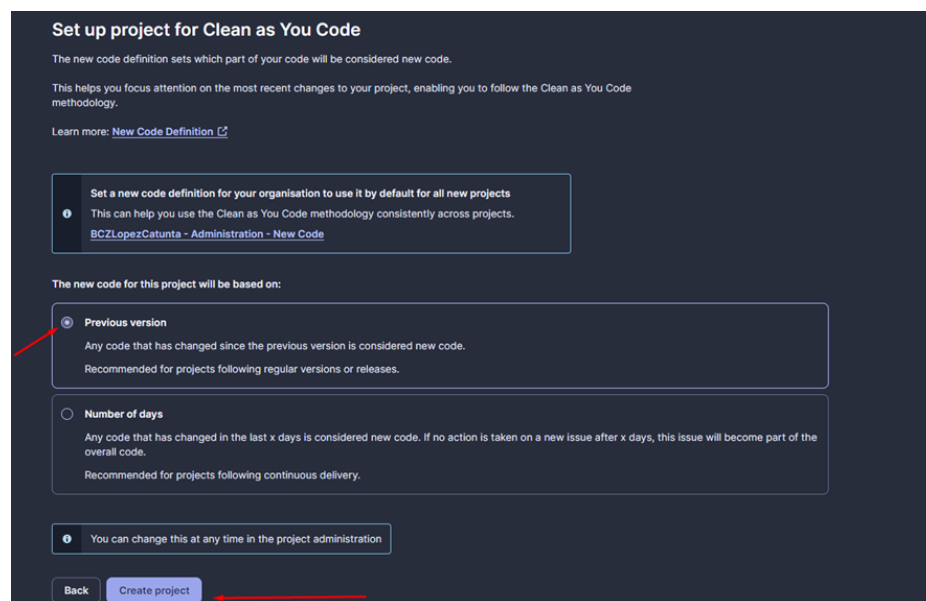 Set up project for Clean as You Code
The new code definition sets which part of your code will be considered new code.
This helps you focus attention on the most recent changes to your project, enabling you to follow the Clean as You Code
methodology.
Learn more: New Code Definition
Set a new code definition for your organisation to use it by default for all new projects
This can help you use the Clean as You Code methodology consistently across projects.
BCZLopezCatunta - Administration - New Code
The new code for this project will be based on:
Previous version
Any code that has changed since the previous version is considered new code.
Recommended for projects following regular versions or releases.
Number of days
Any code that has changed in the last x days is considered new code. If no action is taken on a new issue after x days, this issue will become part of the
overall code.
Recommended for projects following continuous delivery.
You can change this at any time in the project administration
Back Create project